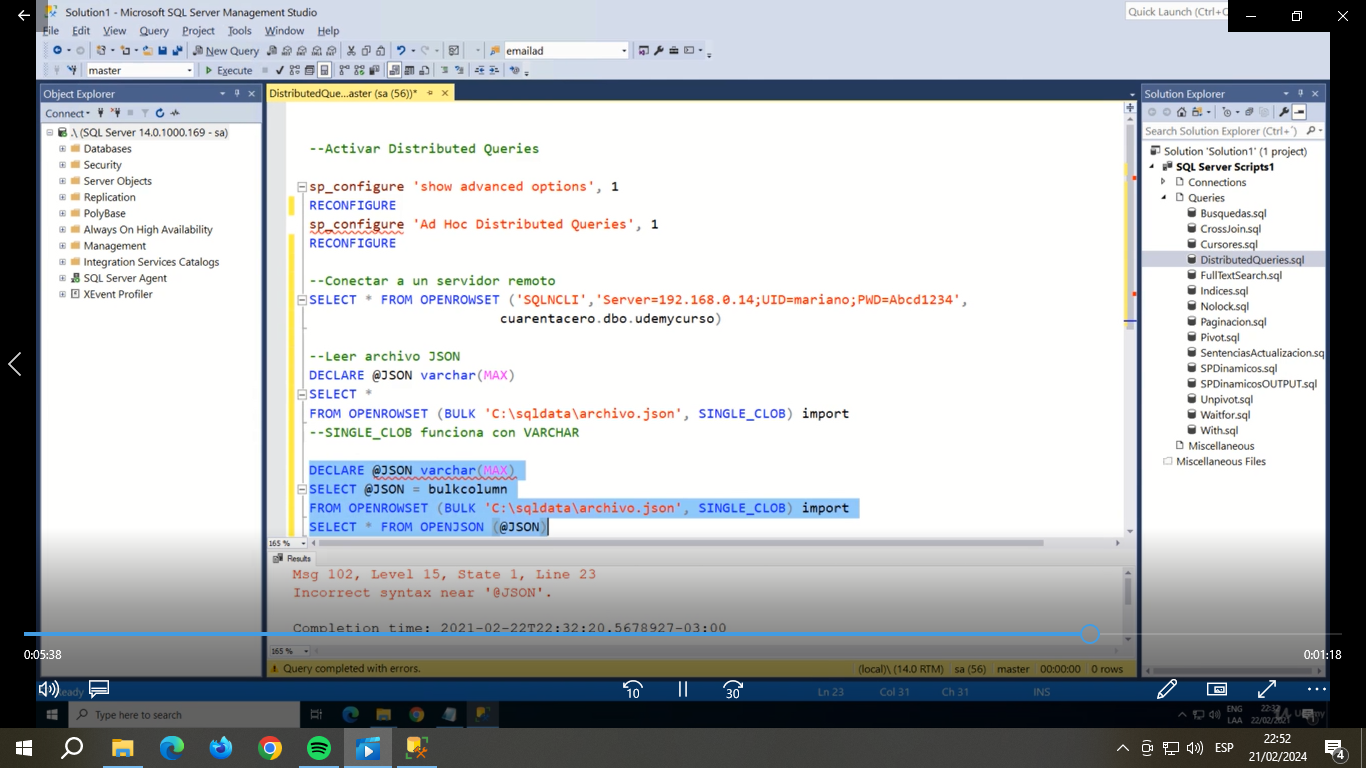 Solution1 - Microsoft SQL Server Management Studio
Quick Launch (Ctrl+Q
File Edit View Query Project Tools Window Help
New Query
emailad
master
Execute
Object Explorer
Connect
.\ (SQL Server 14.0.1000.169 - sa)
Databases
Security
Server Objects
Replication
PolyBase
Always On High Availability
Management
Integration Services Catalogs
SQL Server Agent
XEvent Profiler
DistributedQue...aster (sa (56))*
--Activar Distributed Queries
sp_configure 'show advanced options', 1
RECONFIGURE
sp_configure 'Ad Hoc Distributed Queries', 1
RECONFIGURE
--Conectar a un servidor remoto
SELECT * FROM OPENROWSET ('SQLNCLI','Server=192.168.0.14;UID=mariano;PWD=Abcd1234',
cuarentacero.dbo.udemycurso)
--Leer archivo JSON
DECLARE @JSON varchar(MAX)
SELECT *
FROM OPENROWSET (BULK 'C:\sqldata\archivo.json', SINGLE_CLOB) import
--SINGLE_CLOB funciona con VARCHAR
DECLARE @JSON varchar(MAX)
SELECT @JSON = bulkcolumn
FROM OPENROWSET (BULK 'C:\sqldata\archivo.json', SINGLE_CLOB) import
SELECT * FROM OPENJSON (@JSON)
165 %
Results
Msg 102, Level 15, State 1, Line 23
Incorrect syntax near '@JSON'.
Completion time: 2021-02-22T22:32:20.5678927-03:00
165 %
Query completed with errors.
(local)\ (14.0 RTM) sa (56) master 00:00:00 0 rows
Solution Explorer
Search Solution Explorer (Ctrl+')
Solution 'Solution1' (1 project)
SQL Server Scripts1
Connections
Queries
Busquedas.sql
CrossJoin.sql
Cursores.sql
DistributedQueries.sql
FullTextSearch.sql
Indices.sql
Nolock.sql
Paginacion.sql
Pivot.sql
SentenciasActualizacion.sq
SPDinamicos.sql
SPDinamicosOUTPUT.sql
Unpivot.sql
Waitfor.sql
With.sql
Miscellaneous
Miscellaneous Files
0:05:38
0:01:18
Ready
Ln 23 Col 31 Ch 31 INS
10
30
Type here to search
ENG
LAA
22:32
22/02/2021
ESP
22:52
21/02/2024
4